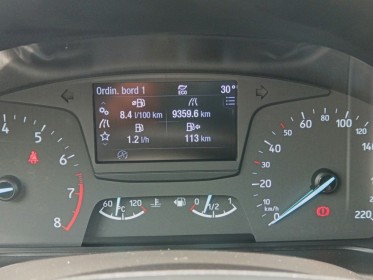 Ordin. bord 1
ECO
30°
8.4 l/100 km
9359.6 km
1.2 l/h
113 km
4
5
6
7
8
60 °C 120
0 1/2 1
0
10
20
30
50
60
80
100
120
140
220
km/h